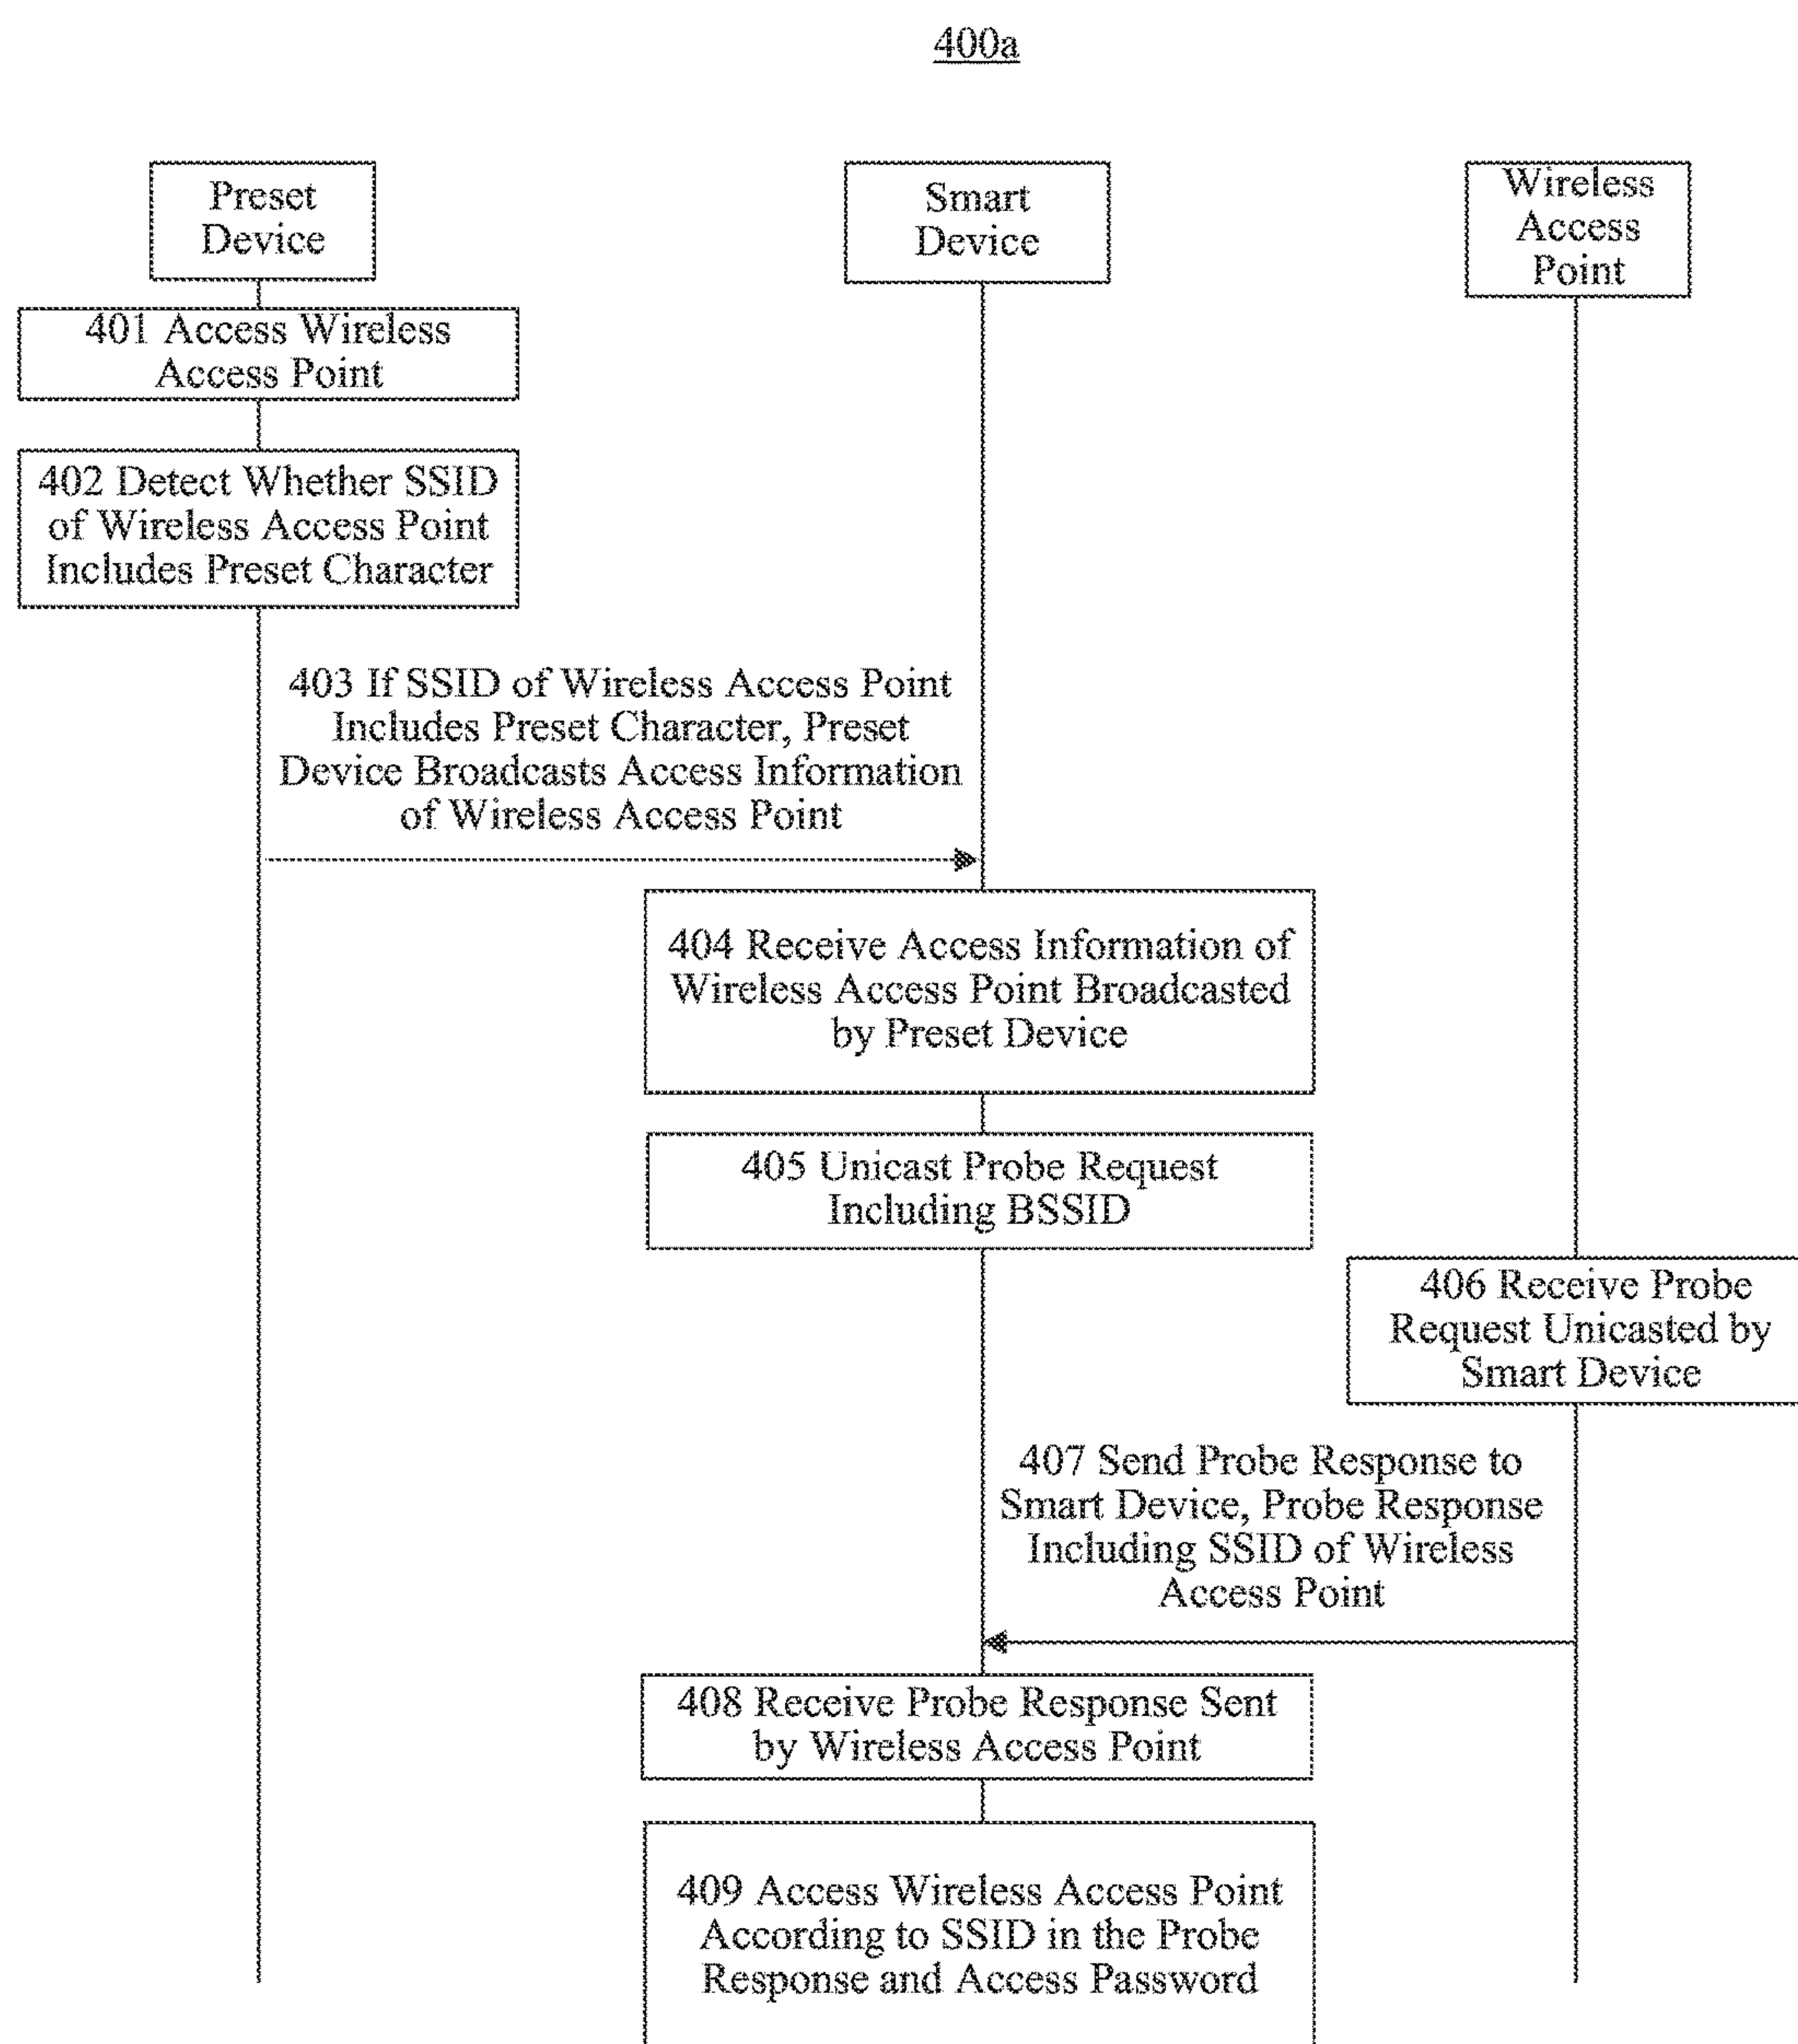 400a
Preset
Device
Smart
Device
Wireless
Access
Point
401 Access Wireless
Access Point
402 Detect Whether SSID
of Wireless Access Point
Includes Preset Character
403 If SSID of Wireless Access Point
Includes Preset Character, Preset
Device Broadcasts Access Information
of Wireless Access Point
404 Receive Access Information of
Wireless Access Point Broadcasted
by Preset Device
405 Unicast Probe Request
Including BSSID
406 Receive Probe
Request Unicasted by
Smart Device
407 Send Probe Response to
Smart Device, Probe Response
Including SSID of Wireless
Access Point
408 Receive Probe Response Sent
by Wireless Access Point
409 Access Wireless Access Point
According to SSID in the Probe
Response and Access Password